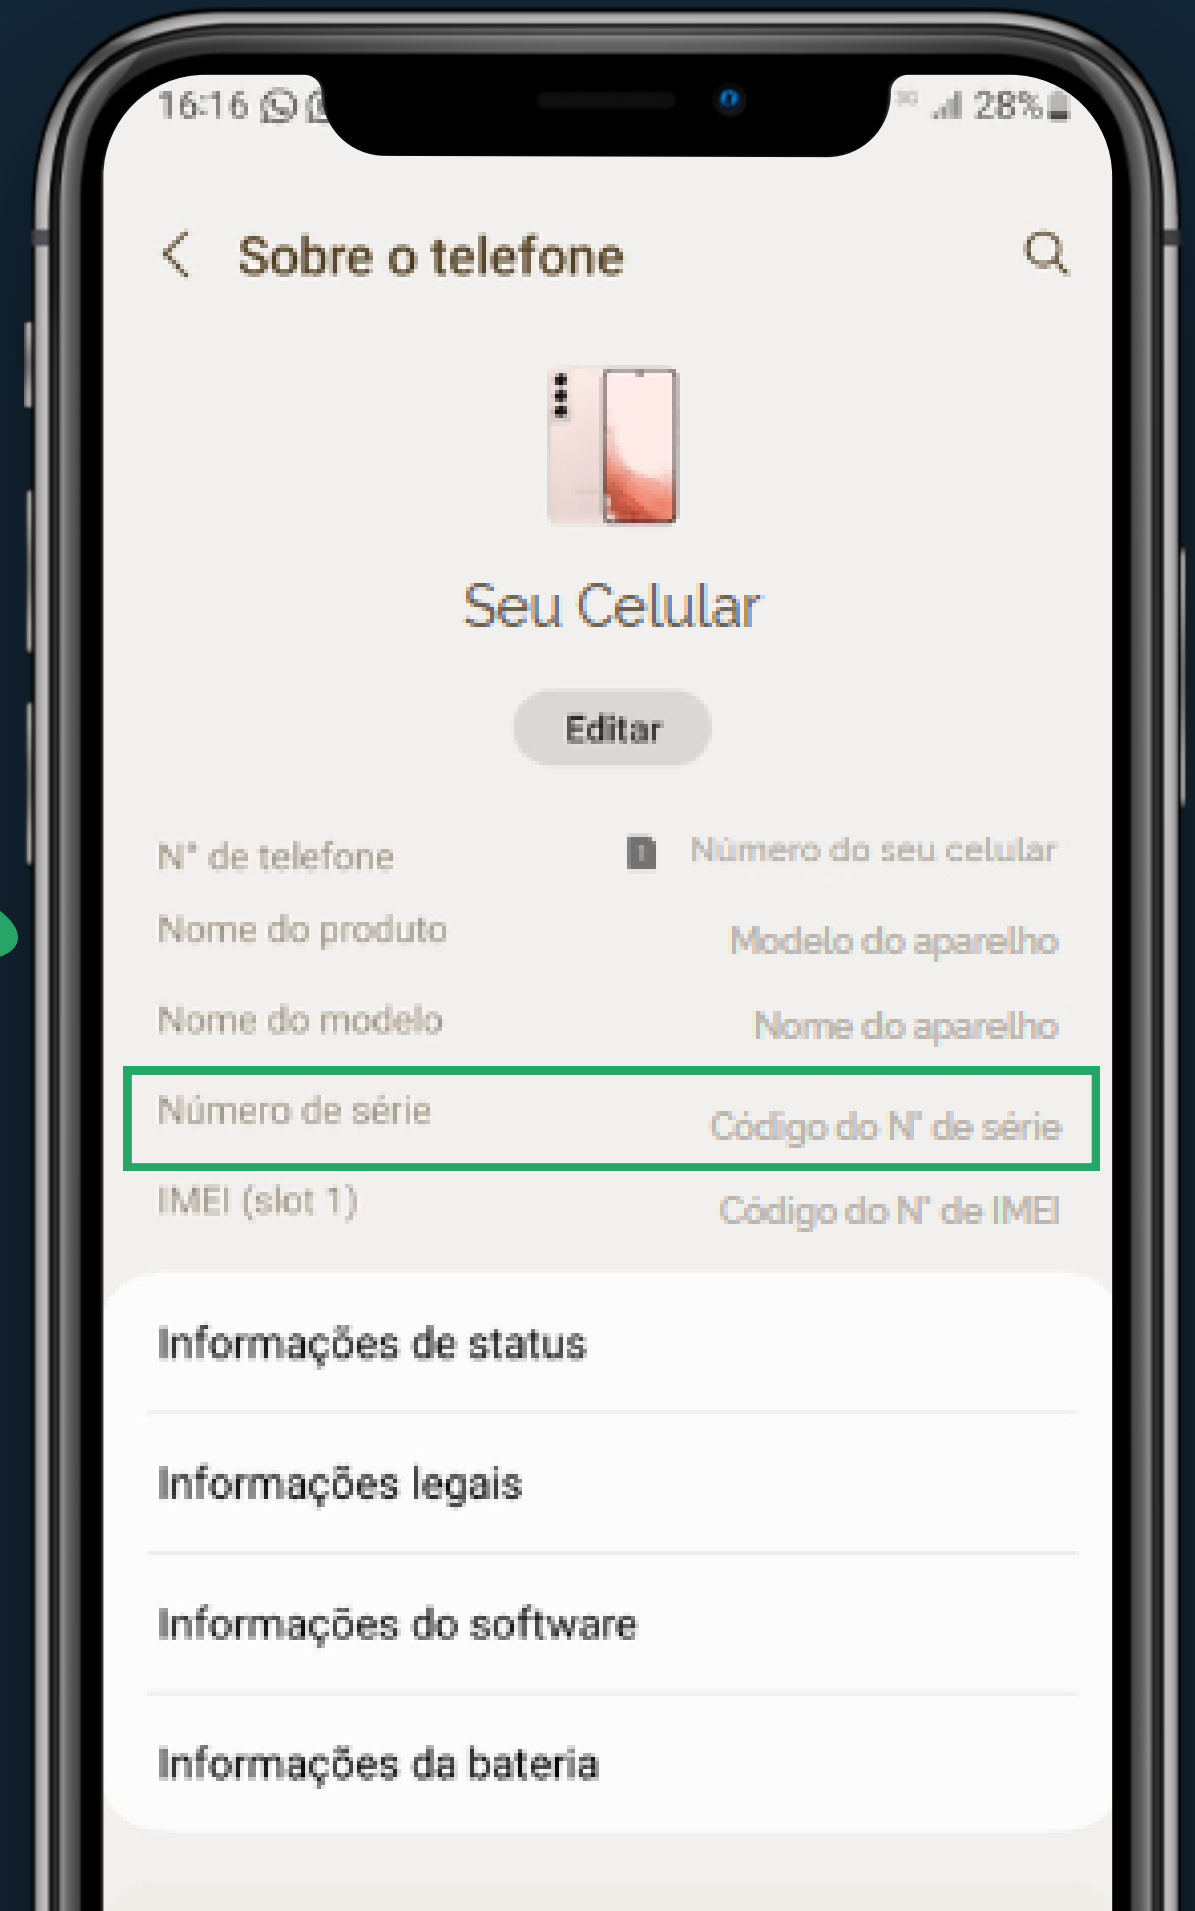 16:16 28%
Sobre o telefone
Seu Celular
Editar
N° de telefone Número do seu celular
Nome do produto Modelo do aparelho
Nome do modelo Nome do aparelho
Número de série Código do N° de série
IMEI (slot 1) Código do N° de IMEI
Informações de status
Informações legais
Informações do software
Informações da bateria